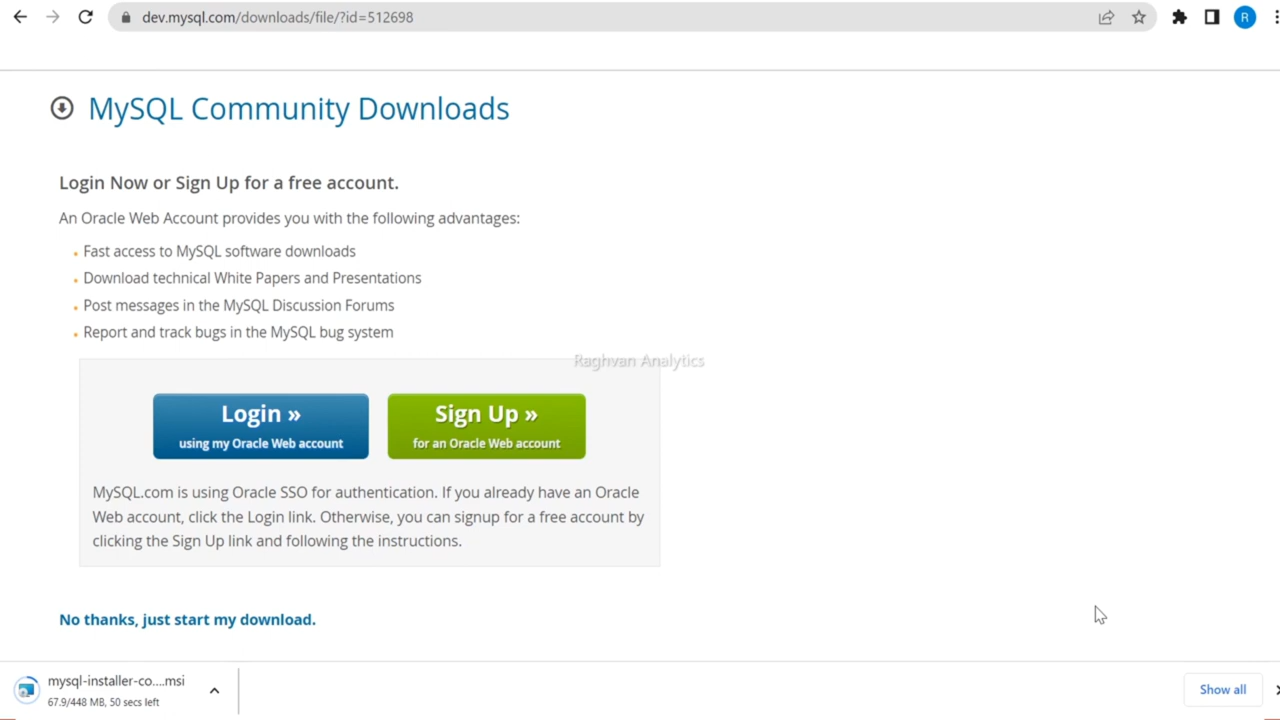 dev.mysql.com/downloads/file/?id=512698
R
MySQL Community Downloads
Login Now or Sign Up for a free account.
An Oracle Web Account provides you with the following advantages:
Fast access to MySQL software downloads
Download technical White Papers and Presentations
Post messages in the MySQL Discussion Forums
Report and track bugs in the MySQL bug system
Raghvan Analytics
Login »
using my Oracle Web account
Sign Up »
for an Oracle Web account
MySQL.com is using Oracle SSO for authentication. If you already have an Oracle
Web account, click the Login link. Otherwise, you can signup for a free account by
clicking the Sign Up link and following the instructions.
No thanks, just start my download.
mysql-installer-co....msi
67.9/448 MB, 50 secs left
Show all